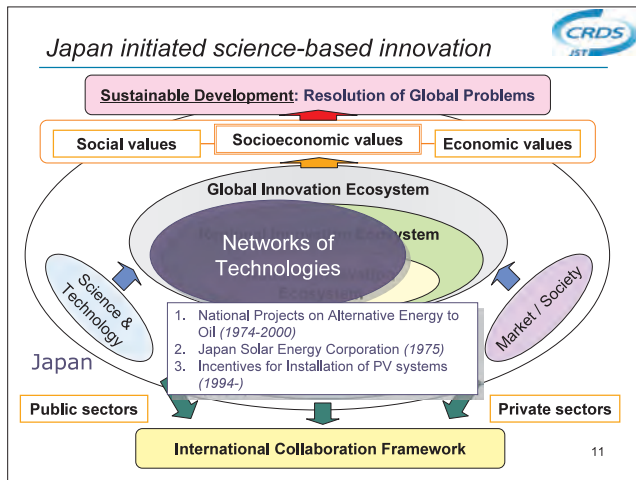 Japan initiated science-based innovation
CRDS
JST
Sustainable Development: Resolution of Global Problems
Social values
Socioeconomic values
Economic values
Global Innovation Ecosystem
Innovation Ecosystem
Networks of
Technologies
Ecosystem
Science &
Technology
Market / Society
1. National Projects on Alternative Energy to
Oil (1974-2000)
2. Japan Solar Energy Corporation (1975)
3. Incentives for Installation of PV systems
(1994-)
Japan
Public sectors
Private sectors
International Collaboration Framework
11